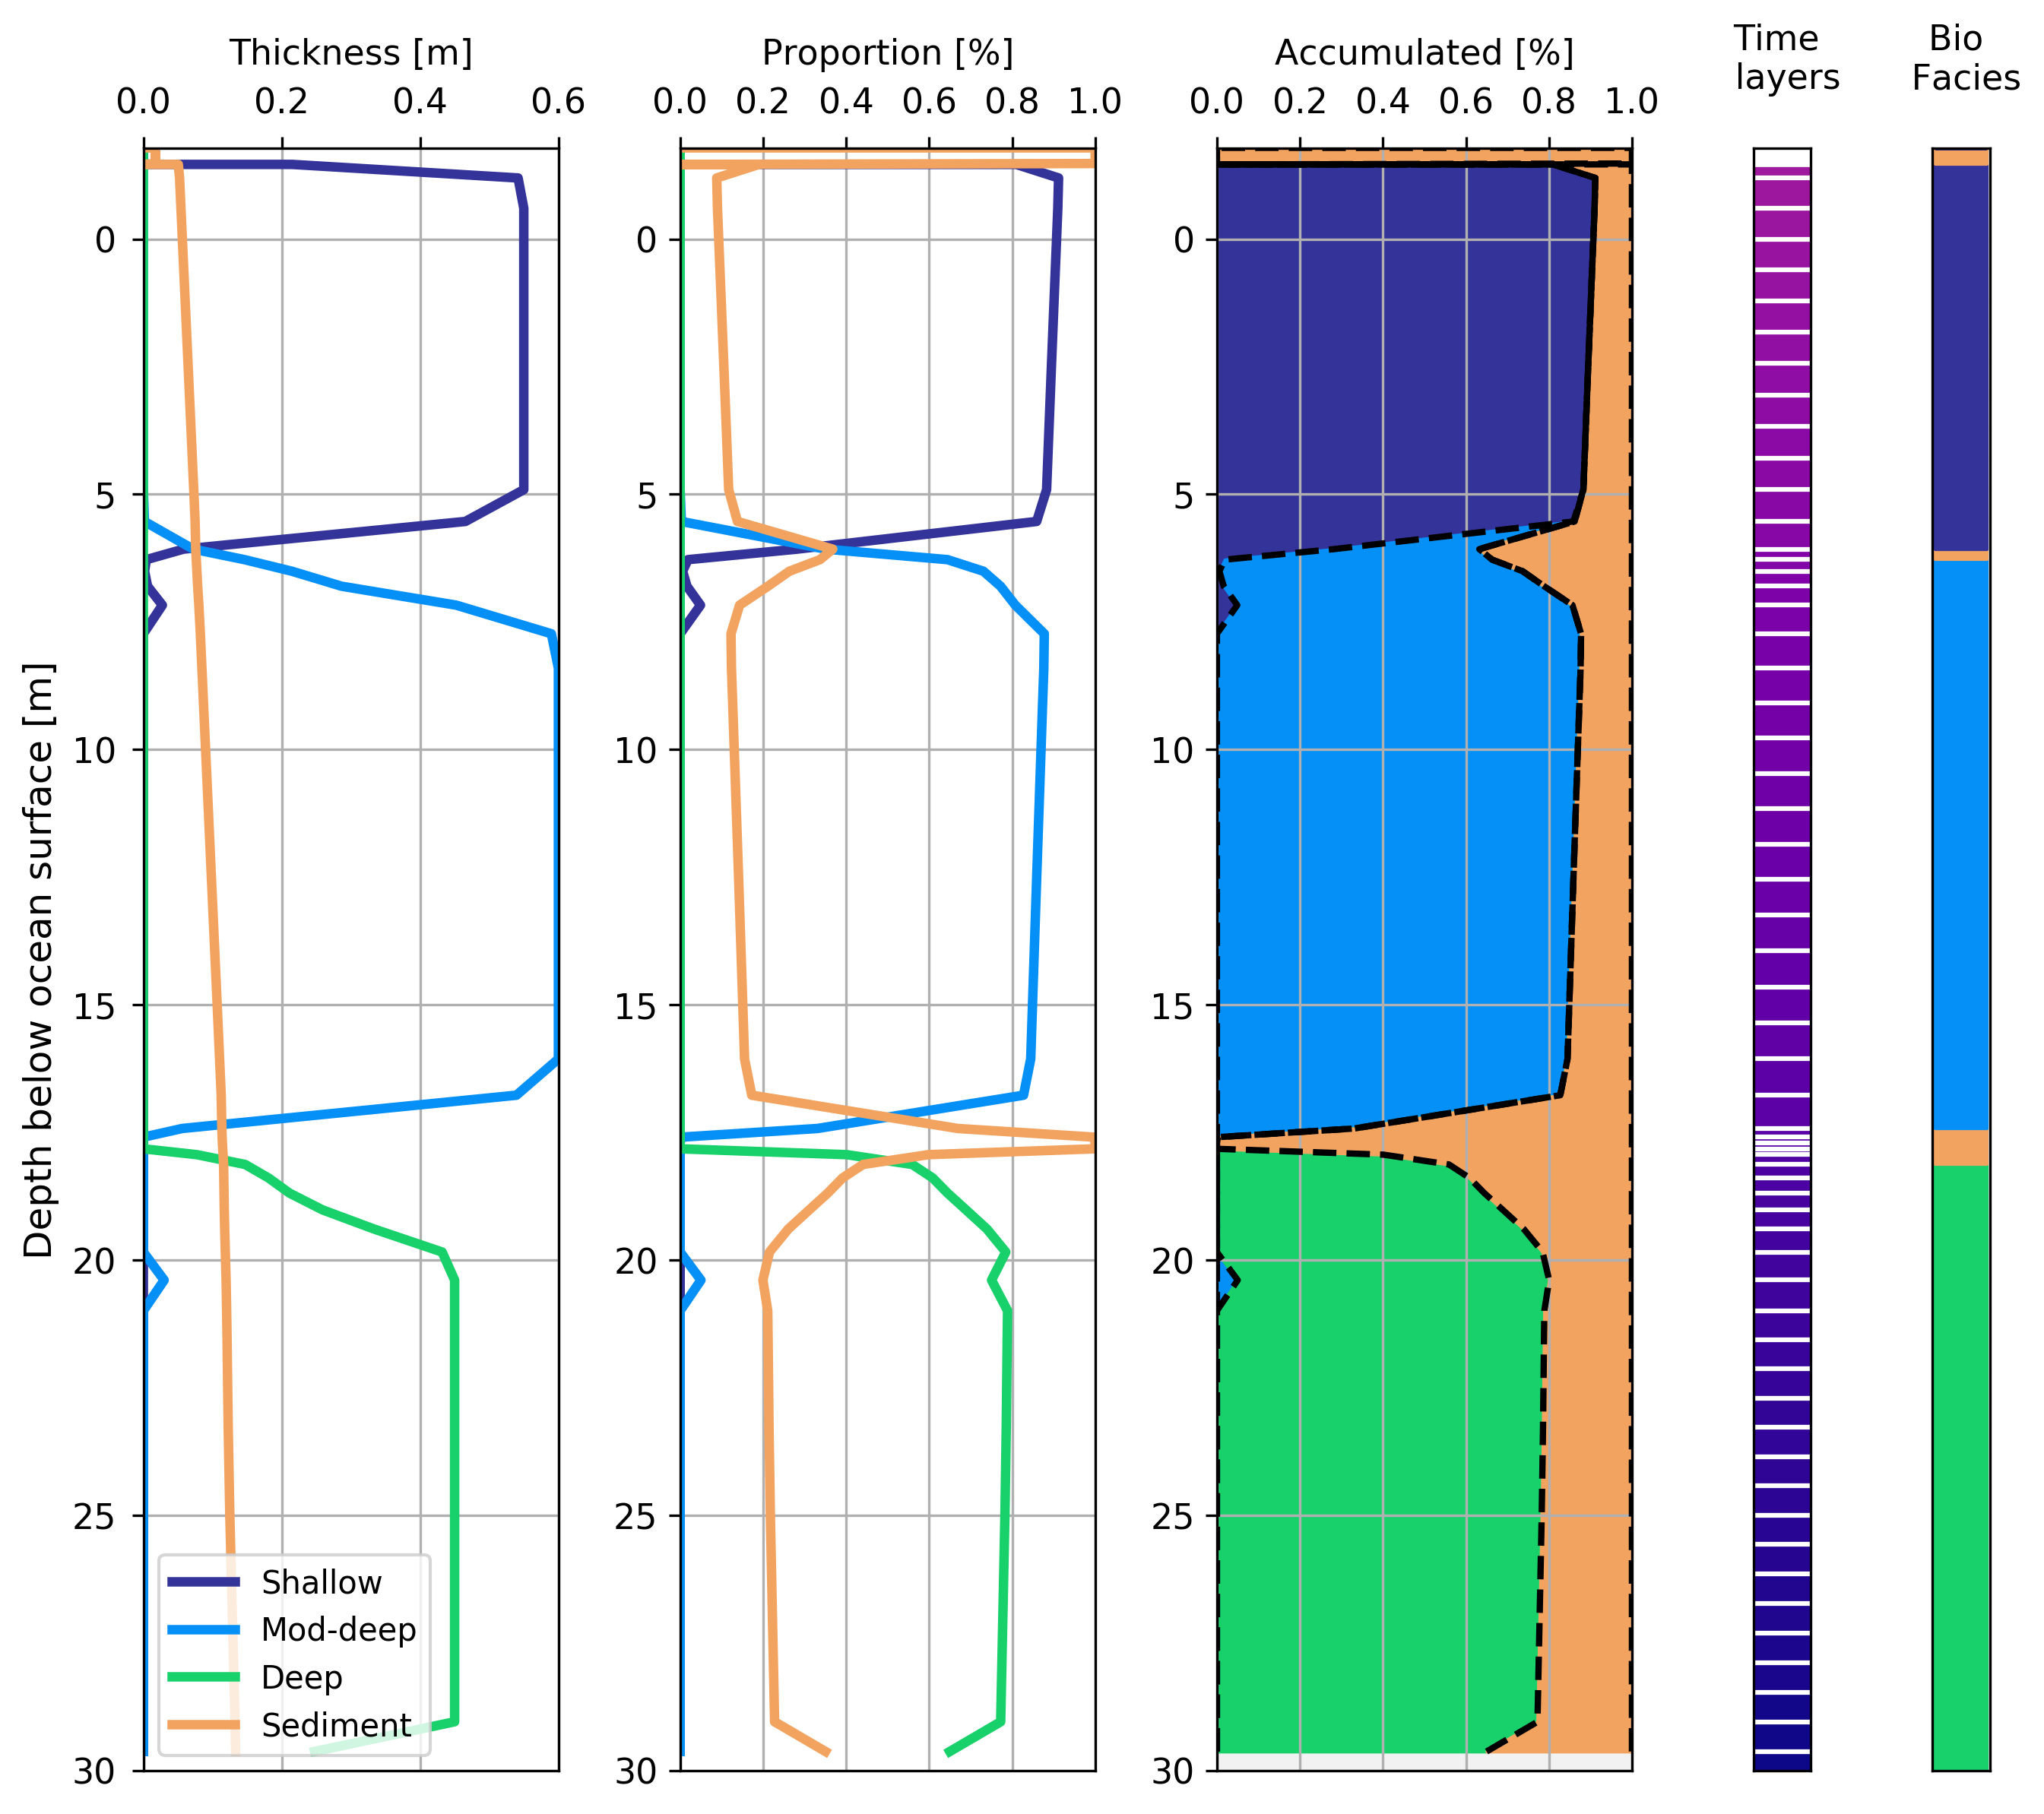 Thickness [m]
0.0 0.2 0.4 0.6
Proportion [%]
0.0 0.2 0.4 0.6 0.8 1.0
Accumulated [%]
0.0 0.2 0.4 0.6 0.8 1.0
Time
layers
Bio
Facies
Depth below ocean surface [m]
0
5
10
15
20
25
30
0
5
10
15
20
25
30
0
5
10
15
20
25
30
Shallow
Mod-deep
Deep
Sediment